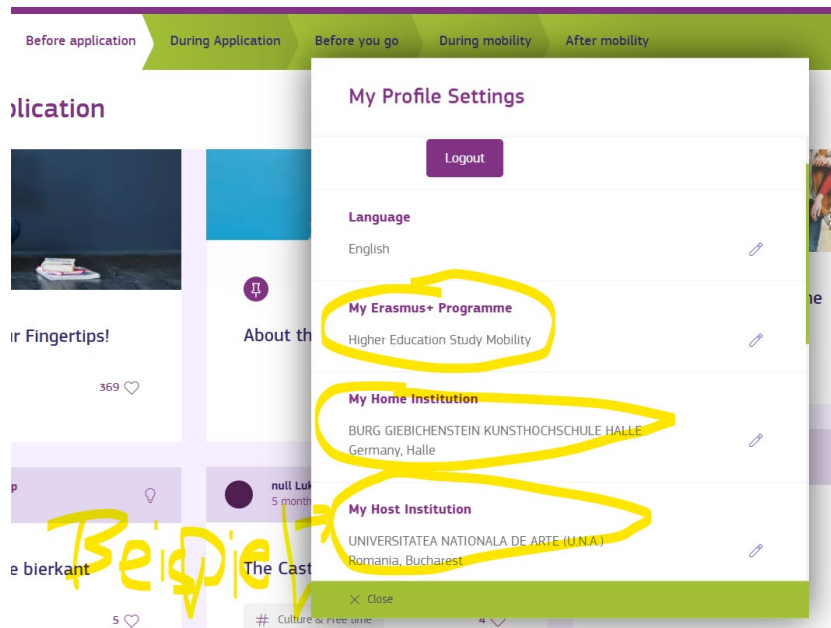 Before application
During Application
Before you go
During mobility
After mobility
plication
My Profile Settings
Logout
Language
English
My Erasmus+ Programme
Higher Education Study Mobility
ur Fingertips!
About th
369
My Home Institution
BURG GIEBICHENSTEIN KUNSTHOCHSCHULE HALLE
Germany, Halle
null Luk
5 month
My Host Institution
UNIVERSITATEA NATIONALA DE ARTE (U.N.A.)
Romania, Bucharest
Beispiel
e bierkant
The Cast
Close
5
# Culture & Free time
4